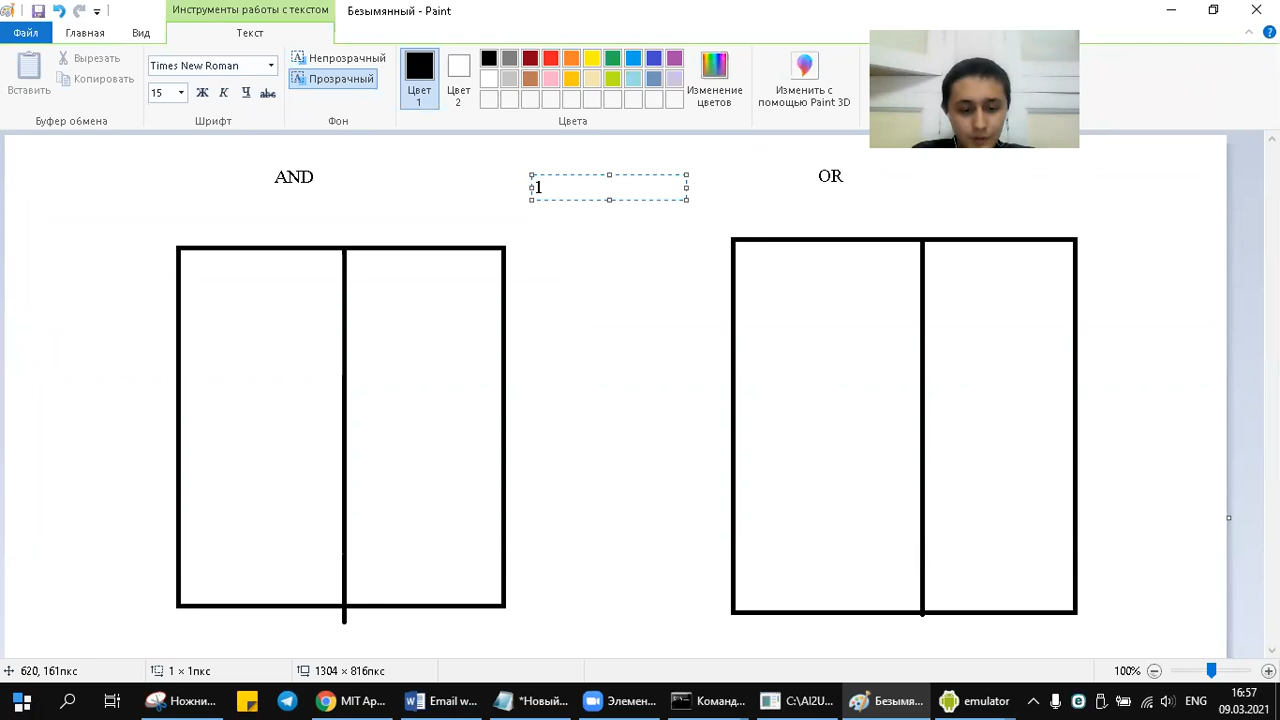 Инструменты работы с текстом
Безымянный - Paint
Файл
Главная
Вид
Текст
Вставить
Вырезать
Копировать
Буфер обмена
Times New Roman
15
Ж К Ч abc
Шрифт
Непрозрачный
Прозрачный
Фон
Цвет 1
Цвет 2
Изменение цветов
Цвета
Изменить с помощью Paint 3D
AND
1
OR
620, 161пкс
1 × 1пкс
1304 × 816пкс
100%
Ножни...
MIT Ap...
Email w...
*Новый...
Элемен...
Коман...
C:\AI2U...
Безымя...
emulator
ENG
16:57
09.03.2021